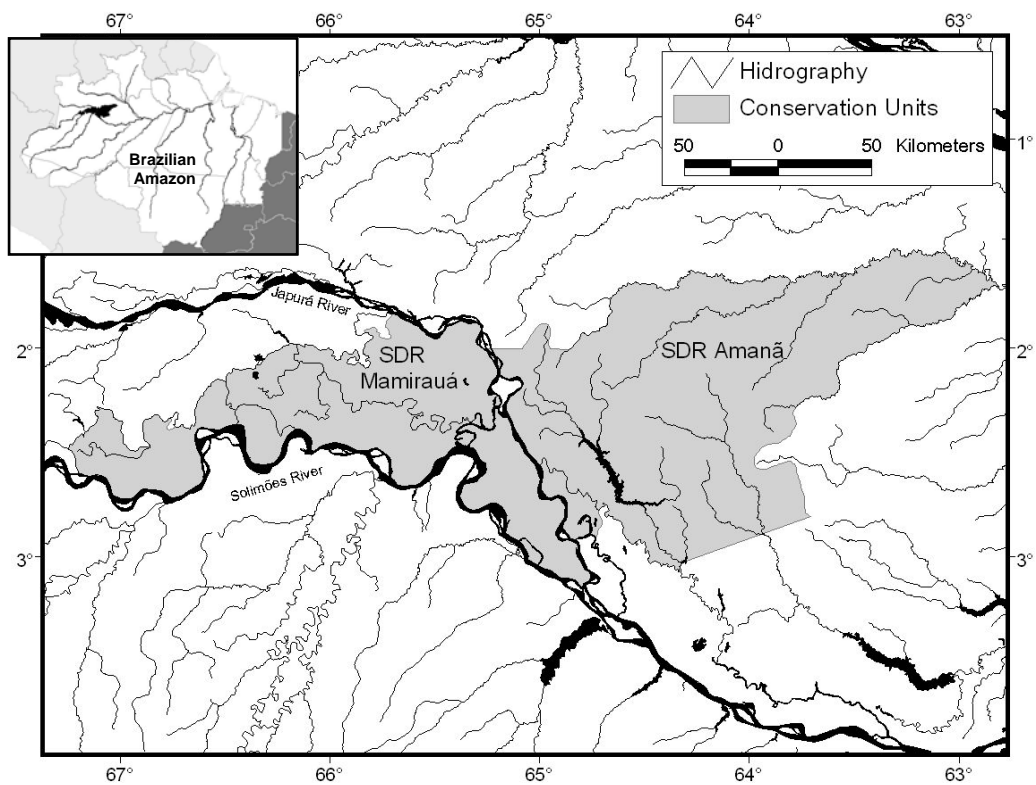 67° 66° 65° 64° 63°
Brazilian
Amazon
Hidrography
Conservation Units
50 0 50 Kilometers
1°
Japurá River
2° 2°
SDR
Mamirauá
SDR Amanã
Solimões River
3° 3°
67° 66° 65° 64° 63°